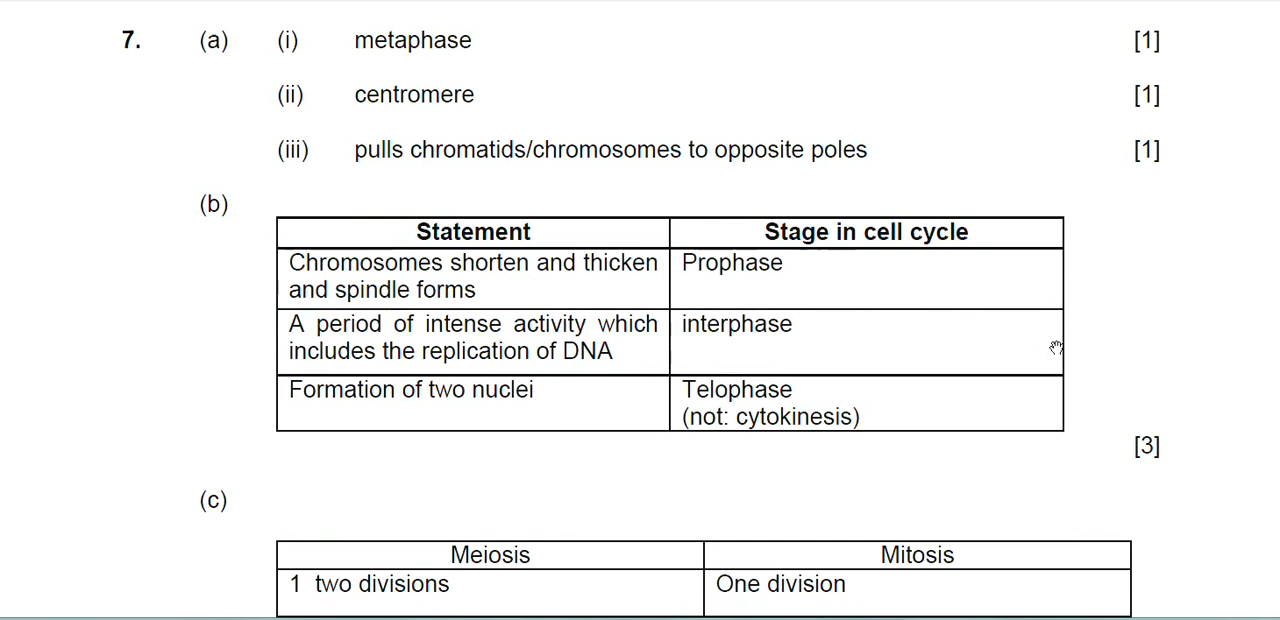 7. (a) (i) metaphase [1]
(ii) centromere [1]
(iii) pulls chromatids/chromosomes to opposite poles [1]
(b)
Statement Stage in cell cycle
Chromosomes shorten and thicken Prophase
and spindle forms
A period of intense activity which interphase
includes the replication of DNA
Formation of two nuclei Telophase
(not: cytokinesis)
[3]
(c)
Meiosis Mitosis
1 two divisions One division